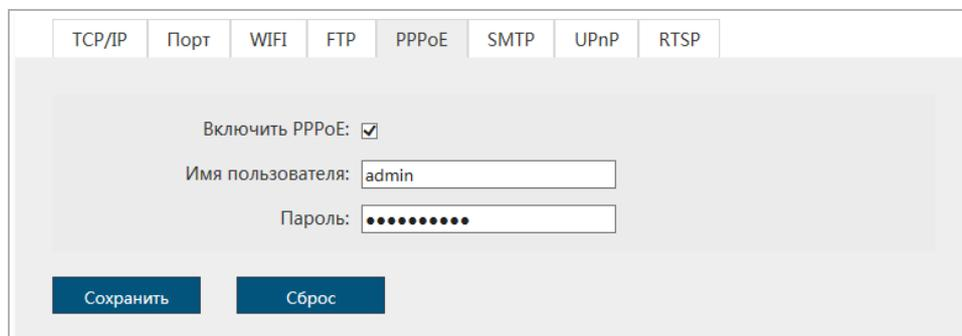 TCP/IP Порт WIFI FTP PPPoE SMTP UPnP RTSP
Включить PPPoE:
Имя пользователя: admin
Пароль: ●●●●●●●●●●
Сохранить Сброс